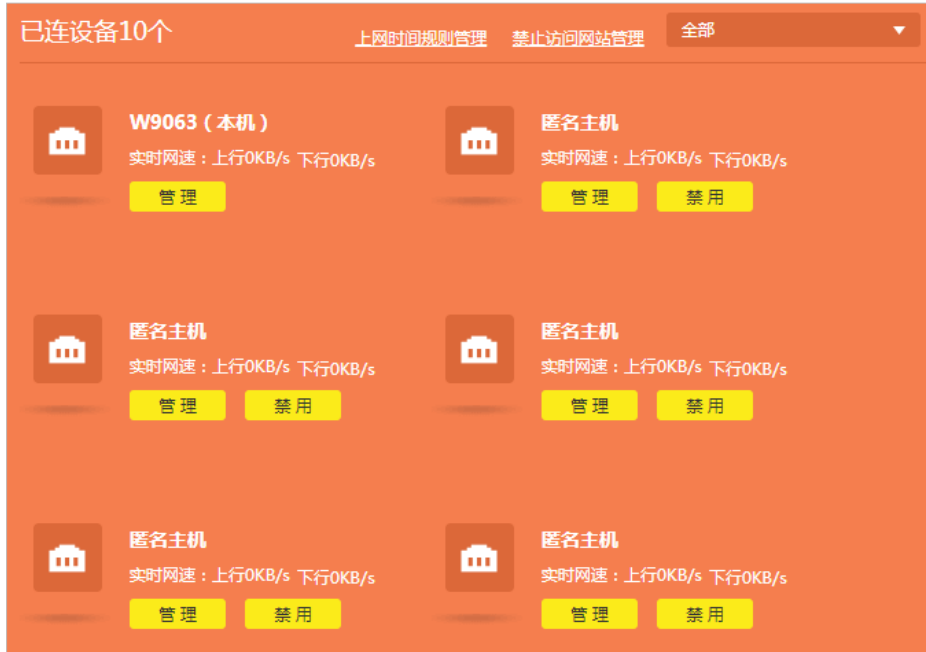 已连设备10个 上网时间规则管理 禁止访问网站管理 全部
W9063（本机）
实时网速：上行0KB/s 下行0KB/s
管理
匿名主机
实时网速：上行0KB/s 下行0KB/s
管理 禁用
匿名主机
实时网速：上行0KB/s 下行0KB/s
管理 禁用
匿名主机
实时网速：上行0KB/s 下行0KB/s
管理 禁用
匿名主机
实时网速：上行0KB/s 下行0KB/s
管理 禁用
匿名主机
实时网速：上行0KB/s 下行0KB/s
管理 禁用